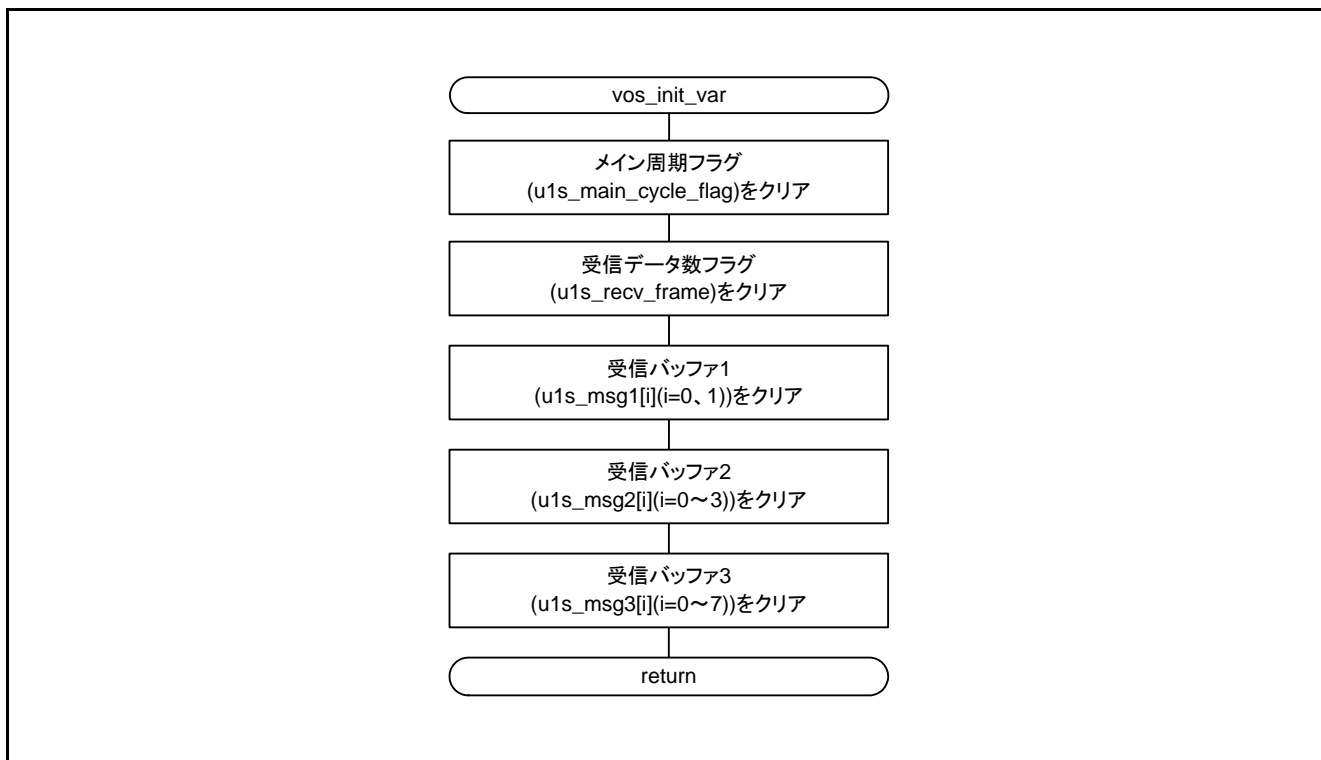 vos_init_var
メイン周期フラグ
(u1s_main_cycle_flag)をクリア
受信データ数フラグ
(u1s_recv_frame)をクリア
受信バッファ1
(u1s_msg1[i](i=0、1))をクリア
受信バッファ2
(u1s_msg2[i](i=0～3))をクリア
受信バッファ3
(u1s_msg3[i](i=0～7))をクリア
return